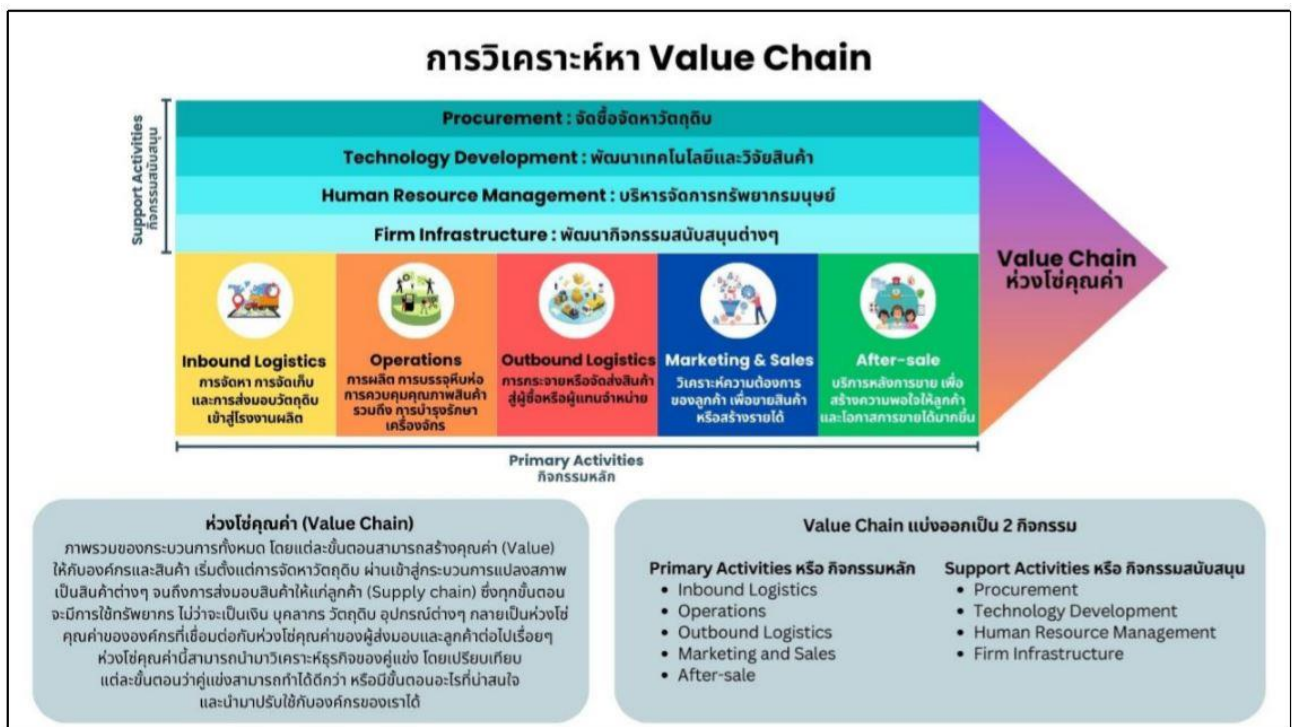 การวิเคราะห์หา Value Chain
Support Activities
กิจกรรมสนับสนุน
Procurement : จัดซื้อจัดหาวัตถุดิบ
Technology Development : พัฒนาเทคโนโลยีและวิจัยสินค้า
Human Resource Management : บริหารจัดการทรัพยากรมนุษย์
Firm Infrastructure : พัฒนากิจกรรมสนับสนุนต่างๆ
Inbound Logistics
การจัดหา การจัดเก็บ
และการส่งมอบวัตถุดิบ
เข้าสู่โรงงานผลิต
Operations
การผลิต การบรรจุหีบห่อ
การควบคุมคุณภาพสินค้า
รวมถึง การบำรุงรักษา
เครื่องจักร
Outbound Logistics
การกระจายหรือจัดส่งสินค้า
สู่ผู้ซื้อหรือผู้แทนจำหน่าย
Marketing & Sales
วิเคราะห์ความต้องการ
ของลูกค้า เพื่อขายสินค้า
หรือสร้างรายได้
After-sale
บริการหลังการขาย เพื่อ
สร้างความพอใจให้ลูกค้า
และโอกาสการขายได้มากขึ้น
Value Chain
ห่วงโซ่คุณค่า
Primary Activities
กิจกรรมหลัก
ห่วงโซ่คุณค่า (Value Chain)
ภาพรวมของกระบวนการทั้งหมด โดยแต่ละขั้นตอนสามารถสร้างคุณค่า (Value)
ให้กับองค์กรและสินค้า เริ่มตั้งแต่การจัดหาวัตถุดิบ ผ่านเข้าสู่กระบวนการแปลงสภาพ
เป็นสินค้าต่างๆ จนถึงการส่งมอบสินค้าให้แก่ลูกค้า (Supply chain) ซึ่งทุกขั้นตอน
จะมีการใช้ทรัพยากร ไม่ว่าจะเป็นเงิน บุคลากร วัตถุดิบ อุปกรณ์ต่างๆ กลายเป็นห่วงโซ่
คุณค่าขององค์กรที่เชื่อมต่อกับห่วงโซ่คุณค่าของผู้ส่งมอบและลูกค้าต่อไปเรื่อยๆ
ห่วงโซ่คุณค่านี้สามารถนำมาวิเคราะห์ธุรกิจของคู่แข่ง โดยเปรียบเทียบ
แต่ละขั้นตอนว่าคู่แข่งสามารถทำได้ดีกว่า หรือมีขั้นตอนอะไรที่น่าสนใจ
และนำมาปรับใช้กับองค์กรของเราได้
Value Chain แบ่งออกเป็น 2 กิจกรรม
Primary Activities หรือ กิจกรรมหลัก
• Inbound Logistics
• Operations
• Outbound Logistics
• Marketing and Sales
• After-sale
Support Activities หรือ กิจกรรมสนับสนุน
• Procurement
• Technology Development
• Human Resource Management
• Firm Infrastructure